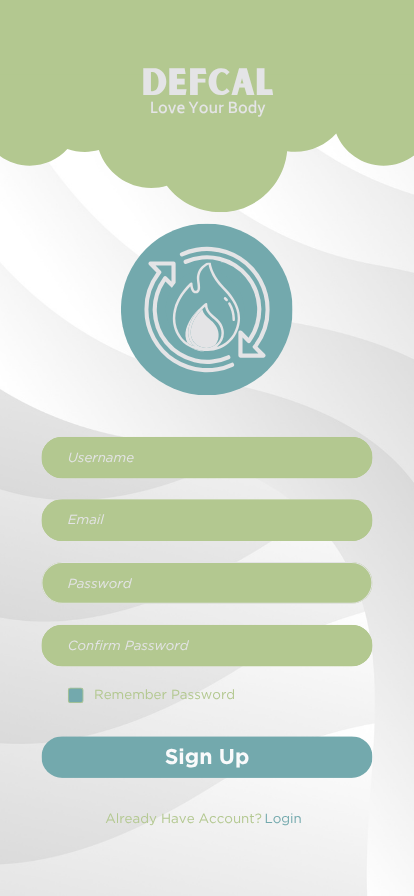 DEFCAL
Love Your Body
Username
Email
Password
Confirm Password
Remember Password
Sign Up
Already Have Account? Login